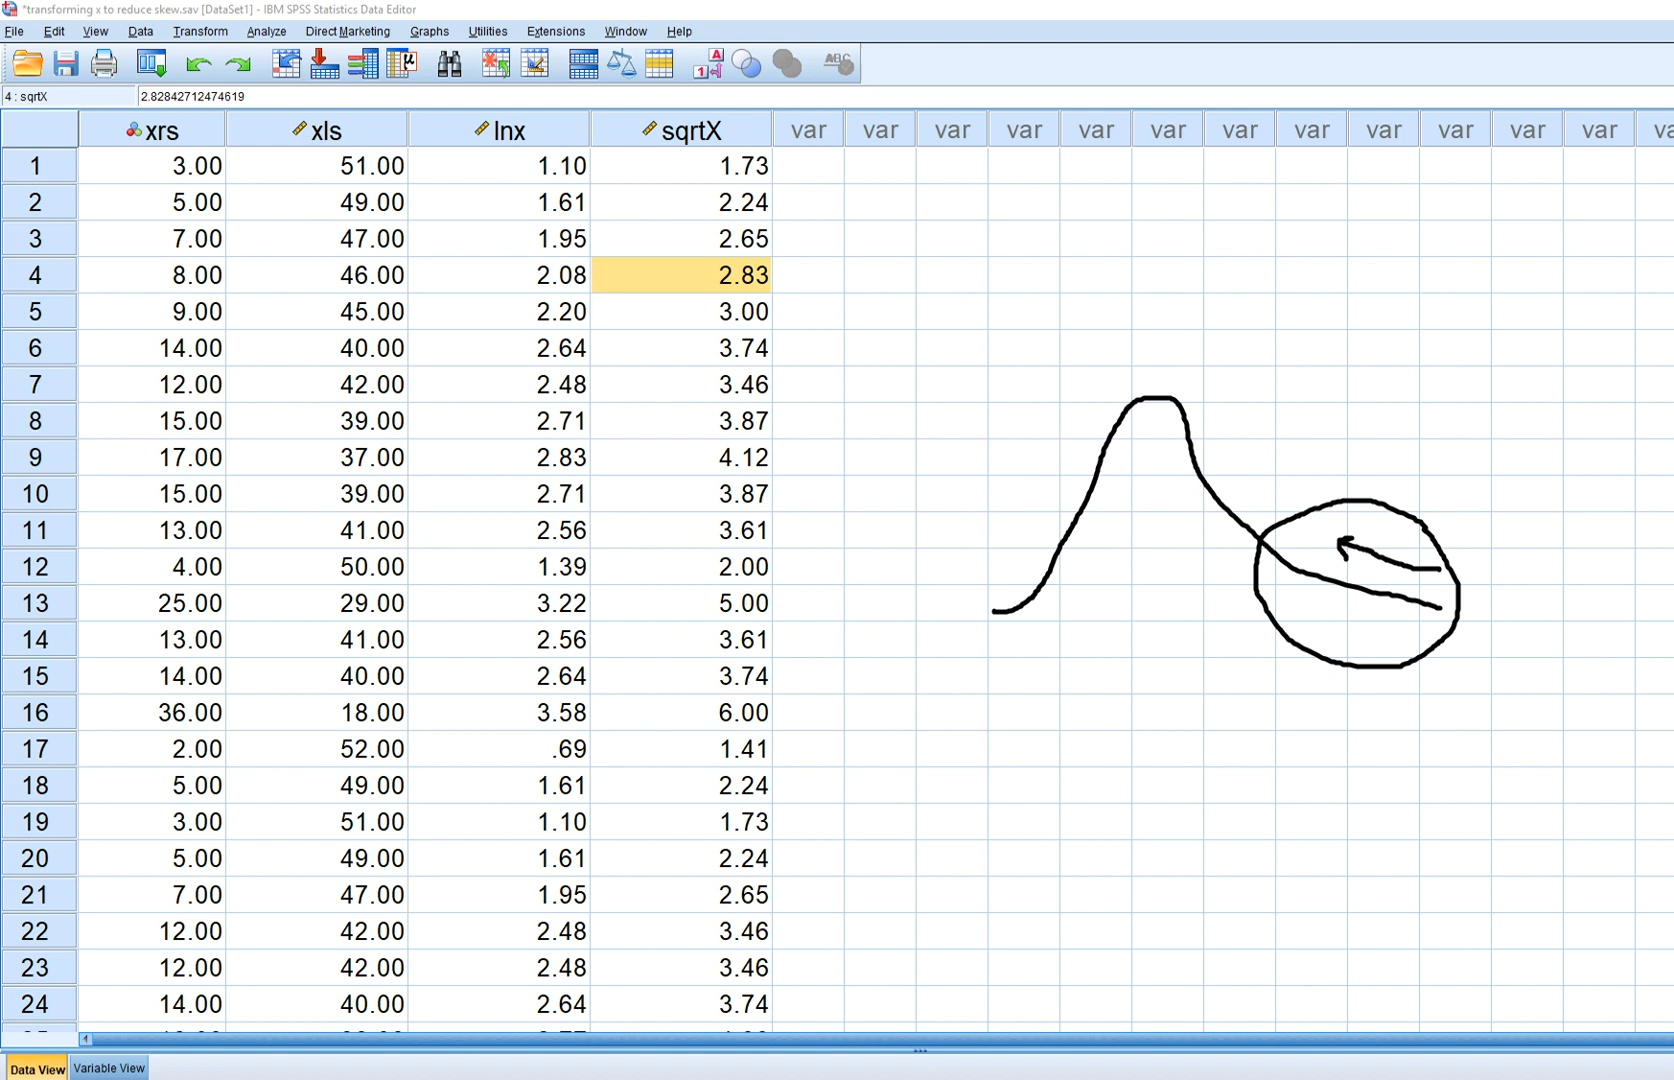 *transforming x to reduce skew.sav [DataSet1] - IBM SPSS Statistics Data Editor
File Edit View Data Transform Analyze Direct Marketing Graphs Utilities Extensions Window Help
4 : sqrtX 2.82842712474619
xrs xls lnx sqrtX var var var var var var var var var var var var
1 3.00 51.00 1.10 1.73
2 5.00 49.00 1.61 2.24
3 7.00 47.00 1.95 2.65
4 8.00 46.00 2.08 2.83
5 9.00 45.00 2.20 3.00
6 14.00 40.00 2.64 3.74
7 12.00 42.00 2.48 3.46
8 15.00 39.00 2.71 3.87
9 17.00 37.00 2.83 4.12
10 15.00 39.00 2.71 3.87
11 13.00 41.00 2.56 3.61
12 4.00 50.00 1.39 2.00
13 25.00 29.00 3.22 5.00
14 13.00 41.00 2.56 3.61
15 14.00 40.00 2.64 3.74
16 36.00 18.00 3.58 6.00
17 2.00 52.00 .69 1.41
18 5.00 49.00 1.61 2.24
19 3.00 51.00 1.10 1.73
20 5.00 49.00 1.61 2.24
21 7.00 47.00 1.95 2.65
22 12.00 42.00 2.48 3.46
23 12.00 42.00 2.48 3.46
24 14.00 40.00 2.64 3.74
Data View Variable View